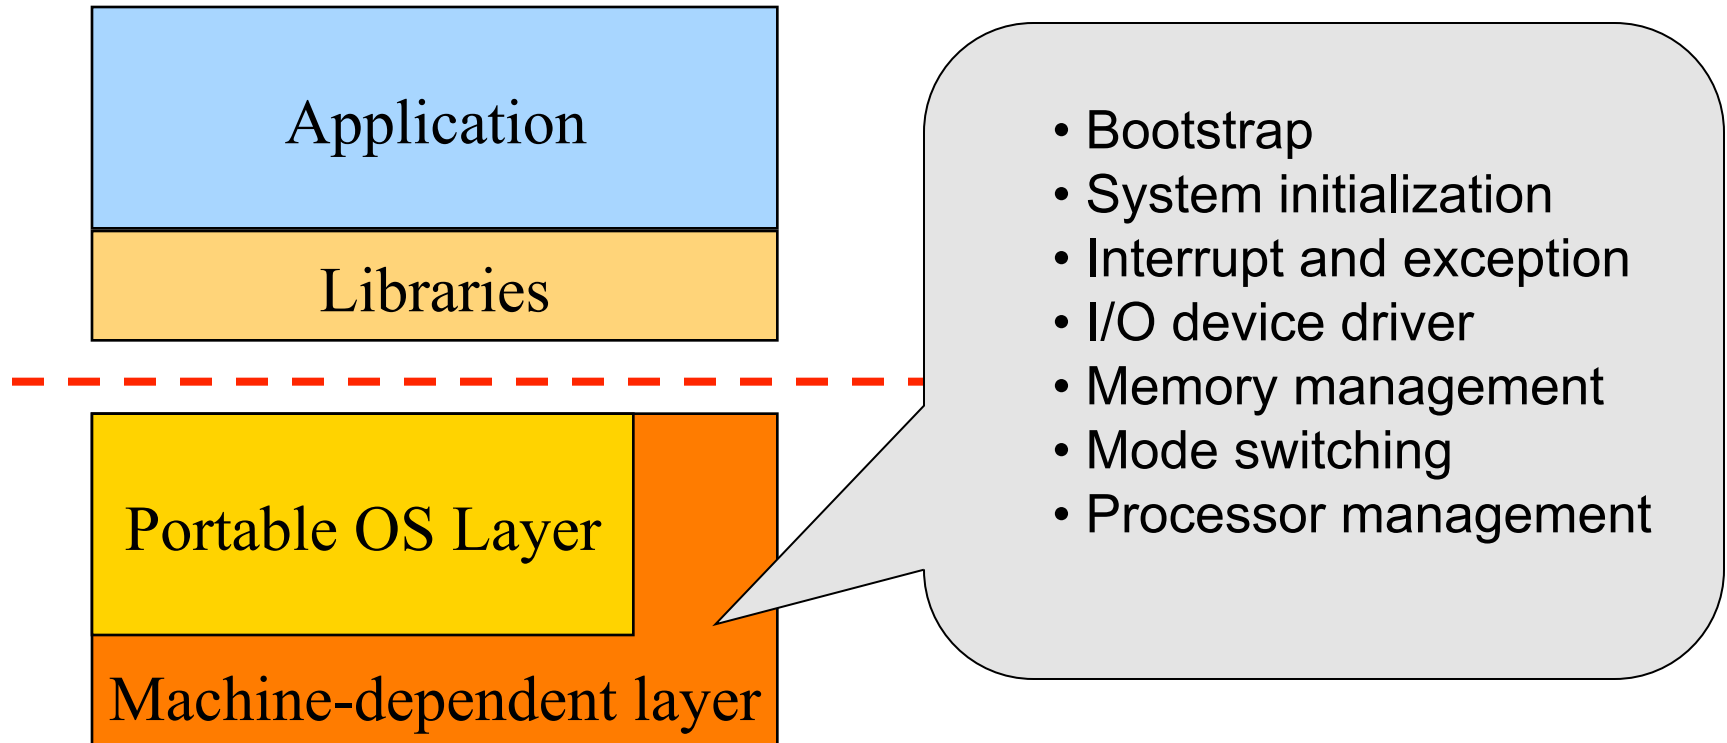 Application
Libraries
Portable OS Layer
Machine-dependent layer
• Bootstrap
• System initialization
• Interrupt and exception
• I/O device driver
• Memory management
• Mode switching
• Processor management